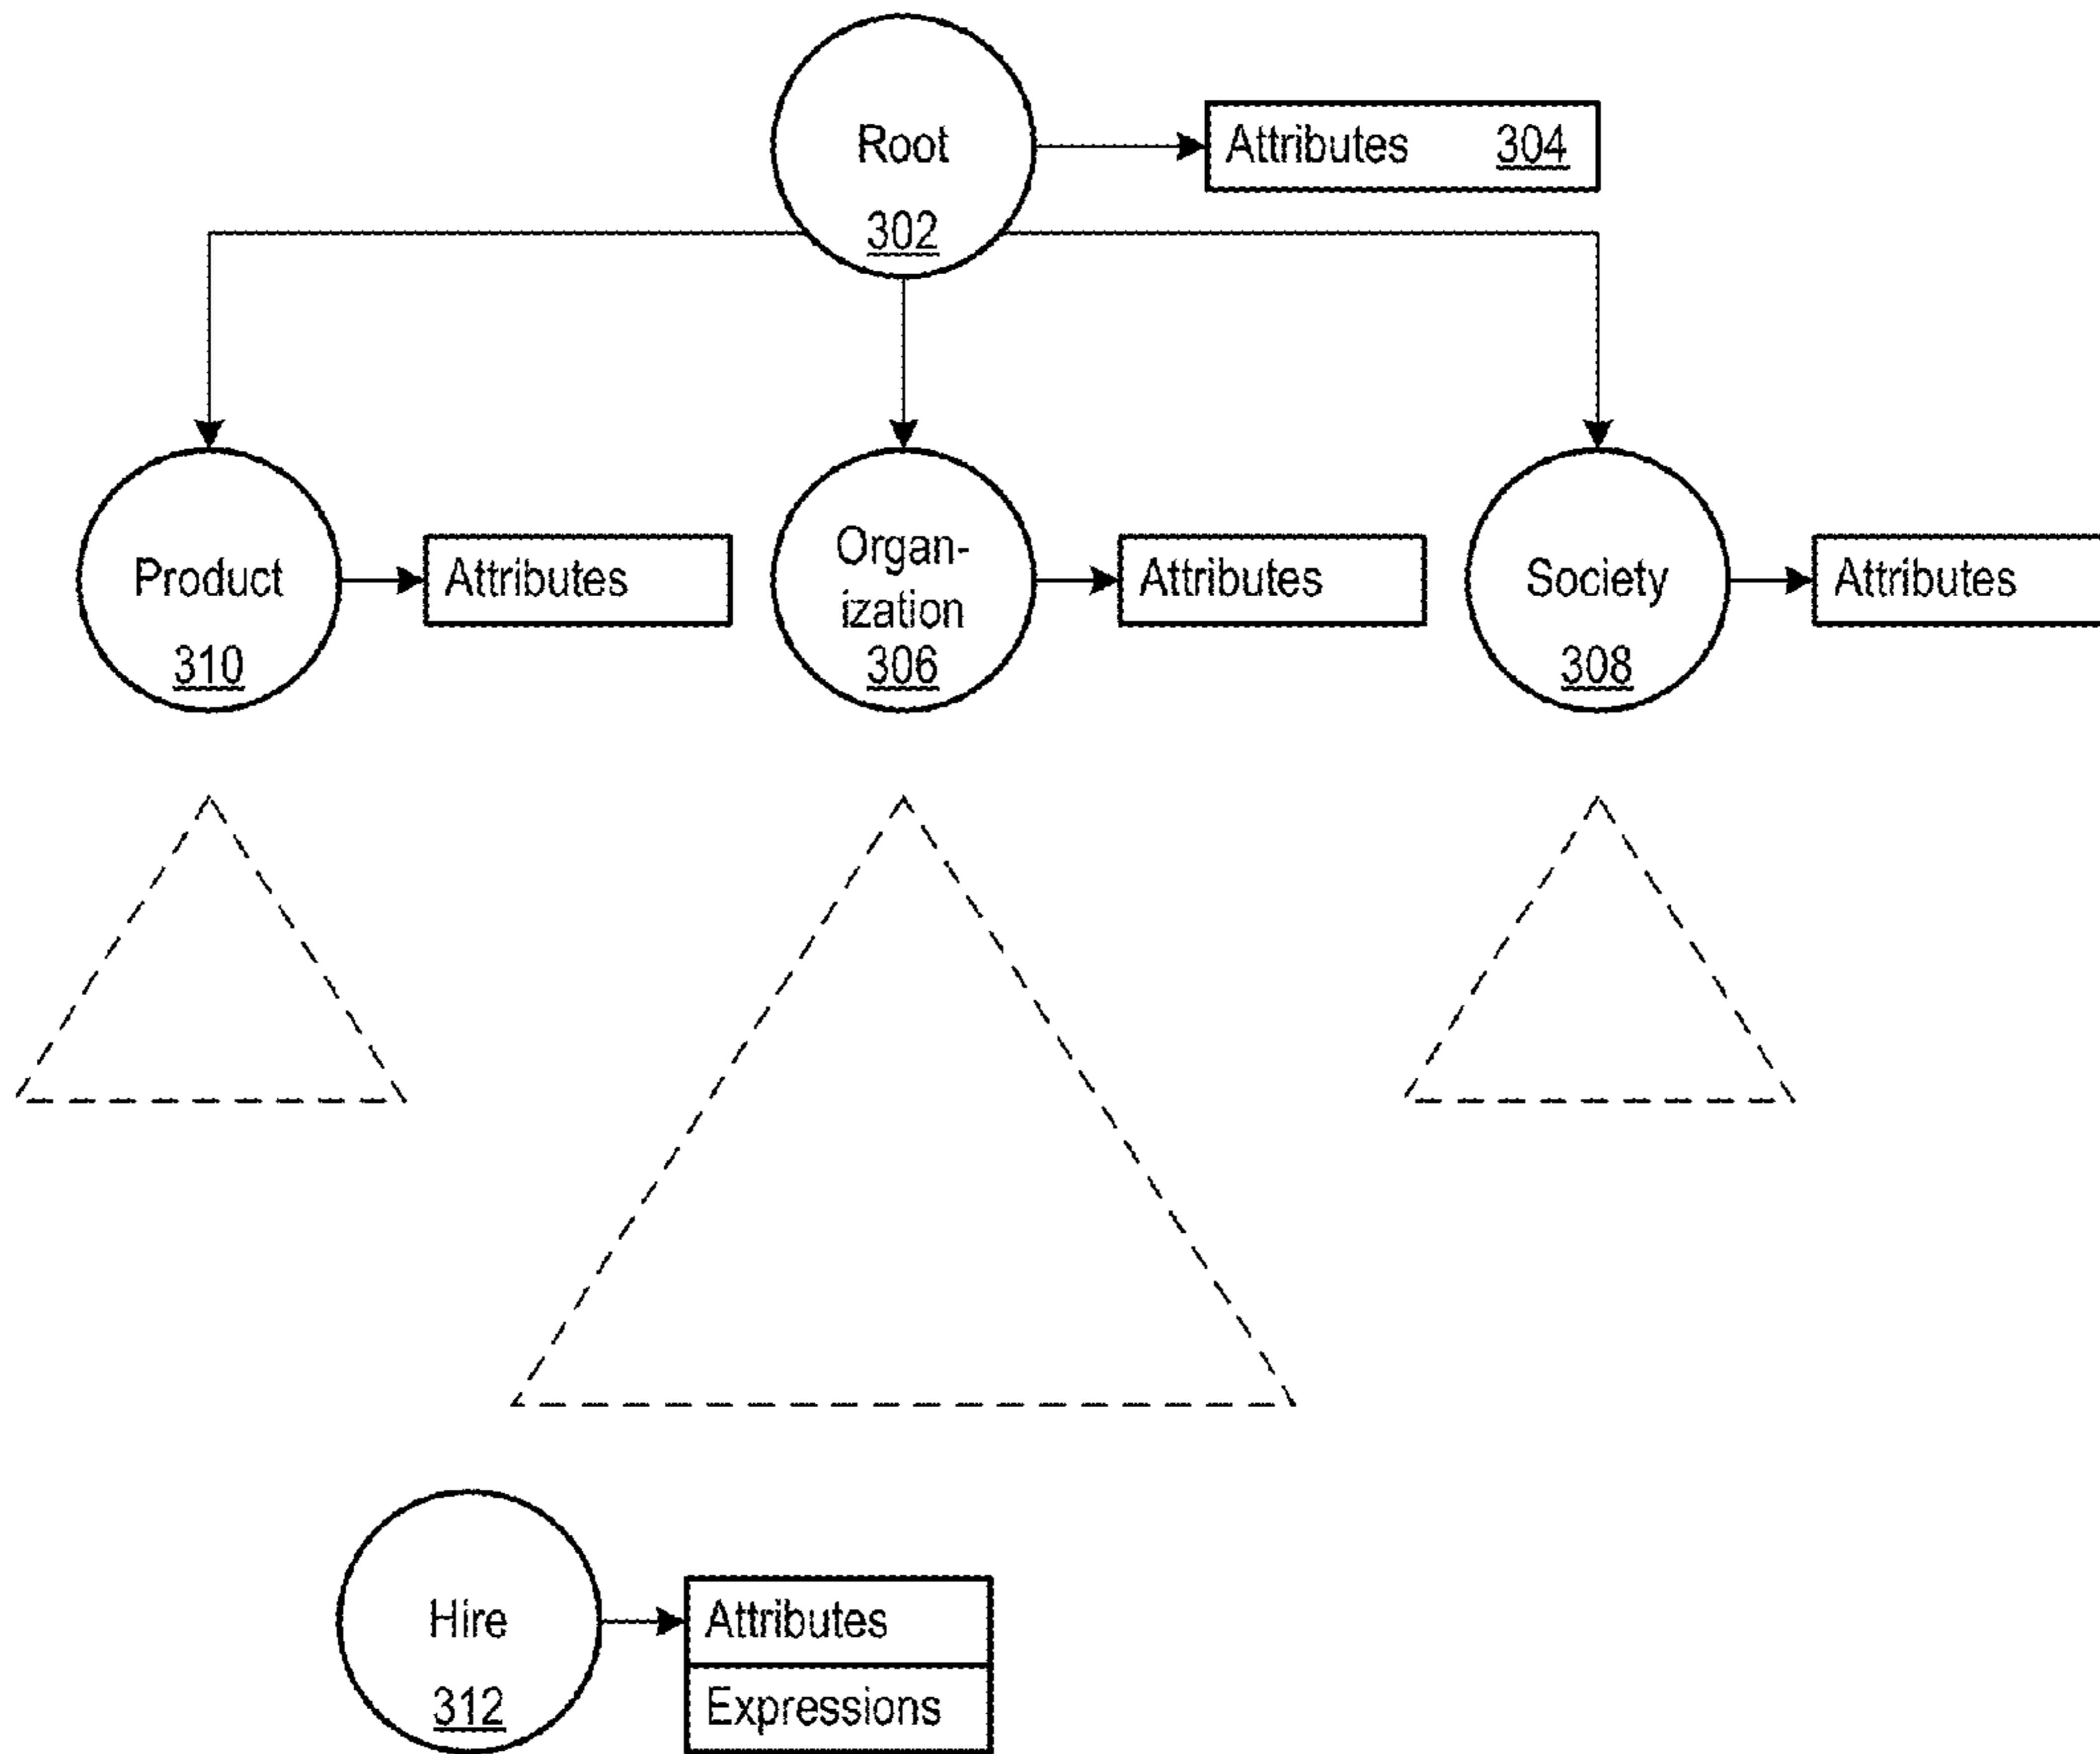 Root
302
Attributes 304
Product
310
Attributes
Organ-
ization
306
Attributes
Society
308
Attributes
Hire
312
Attributes
Expressions